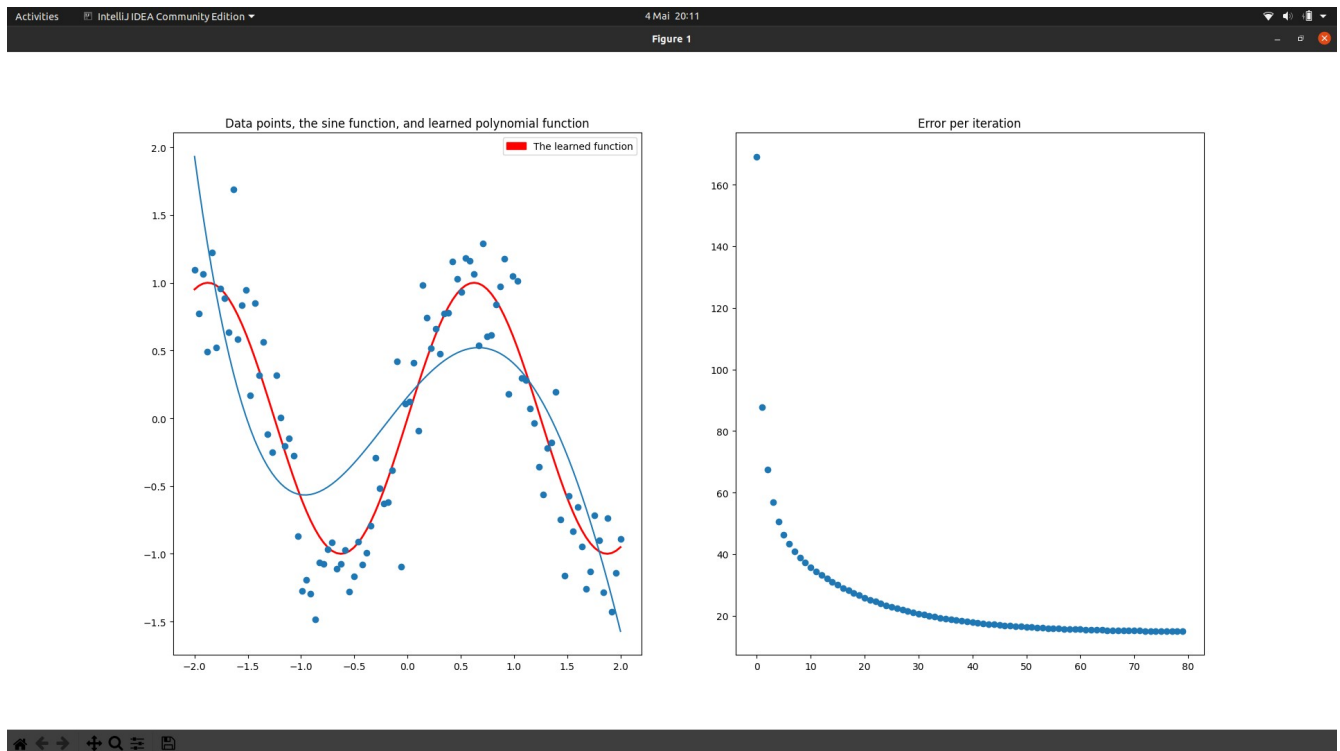 Activities IntelliJ IDEA Community Edition 4 Mai 20:11
Figure 1
Data points, the sine function, and learned polynomial function
The learned function
2.0
1.5
1.0
0.5
0.0
−0.5
−1.0
−1.5
−2.0 −1.5 −1.0 −0.5 0.0 0.5 1.0 1.5 2.0
Error per iteration
160
140
120
100
80
60
40
20
0 10 20 30 40 50 60 70 80